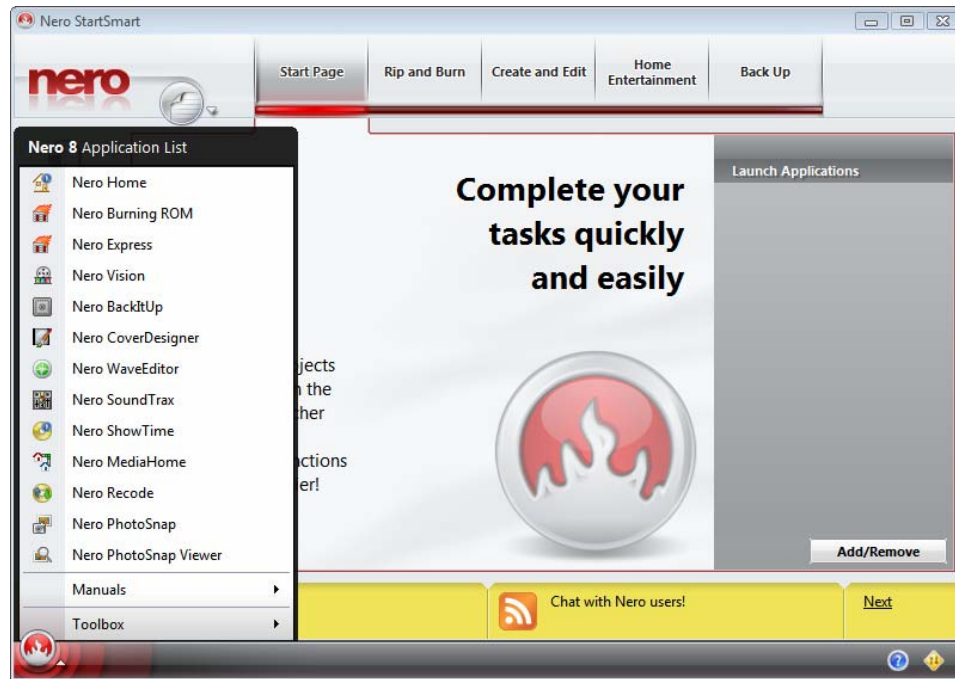 Nero StartSmart
nero
Start Page
Rip and Burn
Create and Edit
Home
Entertainment
Back Up
Nero 8 Application List
Nero Home
Nero Burning ROM
Nero Express
Nero Vision
Nero BackItUp
Nero CoverDesigner
Nero WaveEditor
Nero SoundTrax
Nero ShowTime
Nero MediaHome
Nero Recode
Nero PhotoSnap
Nero PhotoSnap Viewer
Manuals
Toolbox
Complete your
tasks quickly
and easily
the
er!
Launch Applications
Add/Remove
Chat with Nero users!
Next